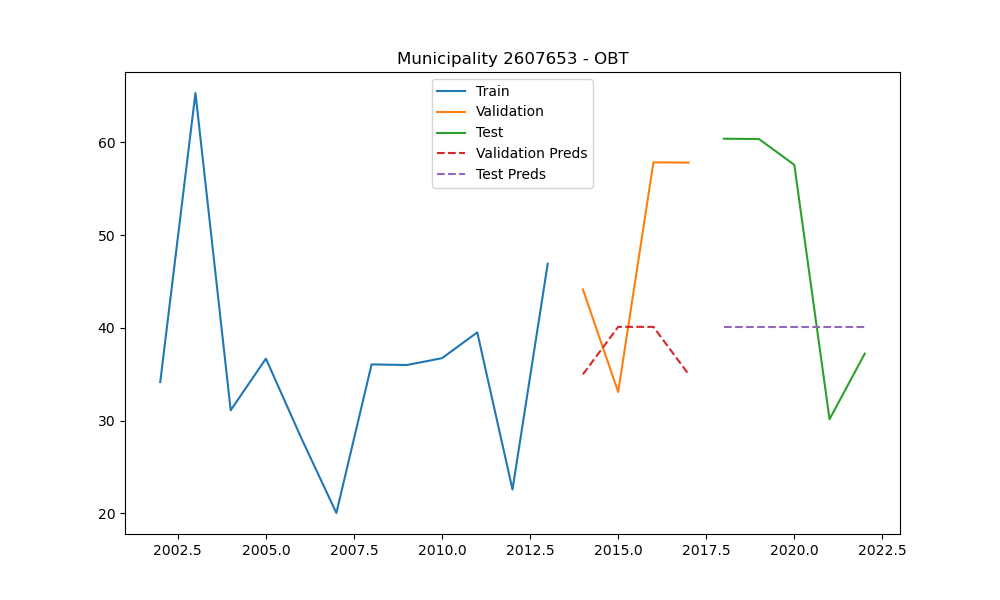 Municipality 2607653 - OBT
Train
Validation
Test
Validation Preds
Test Preds
60
50
40
30
20
2002.5 2005.0 2007.5 2010.0 2012.5 2015.0 2017.5 2020.0 2022.5